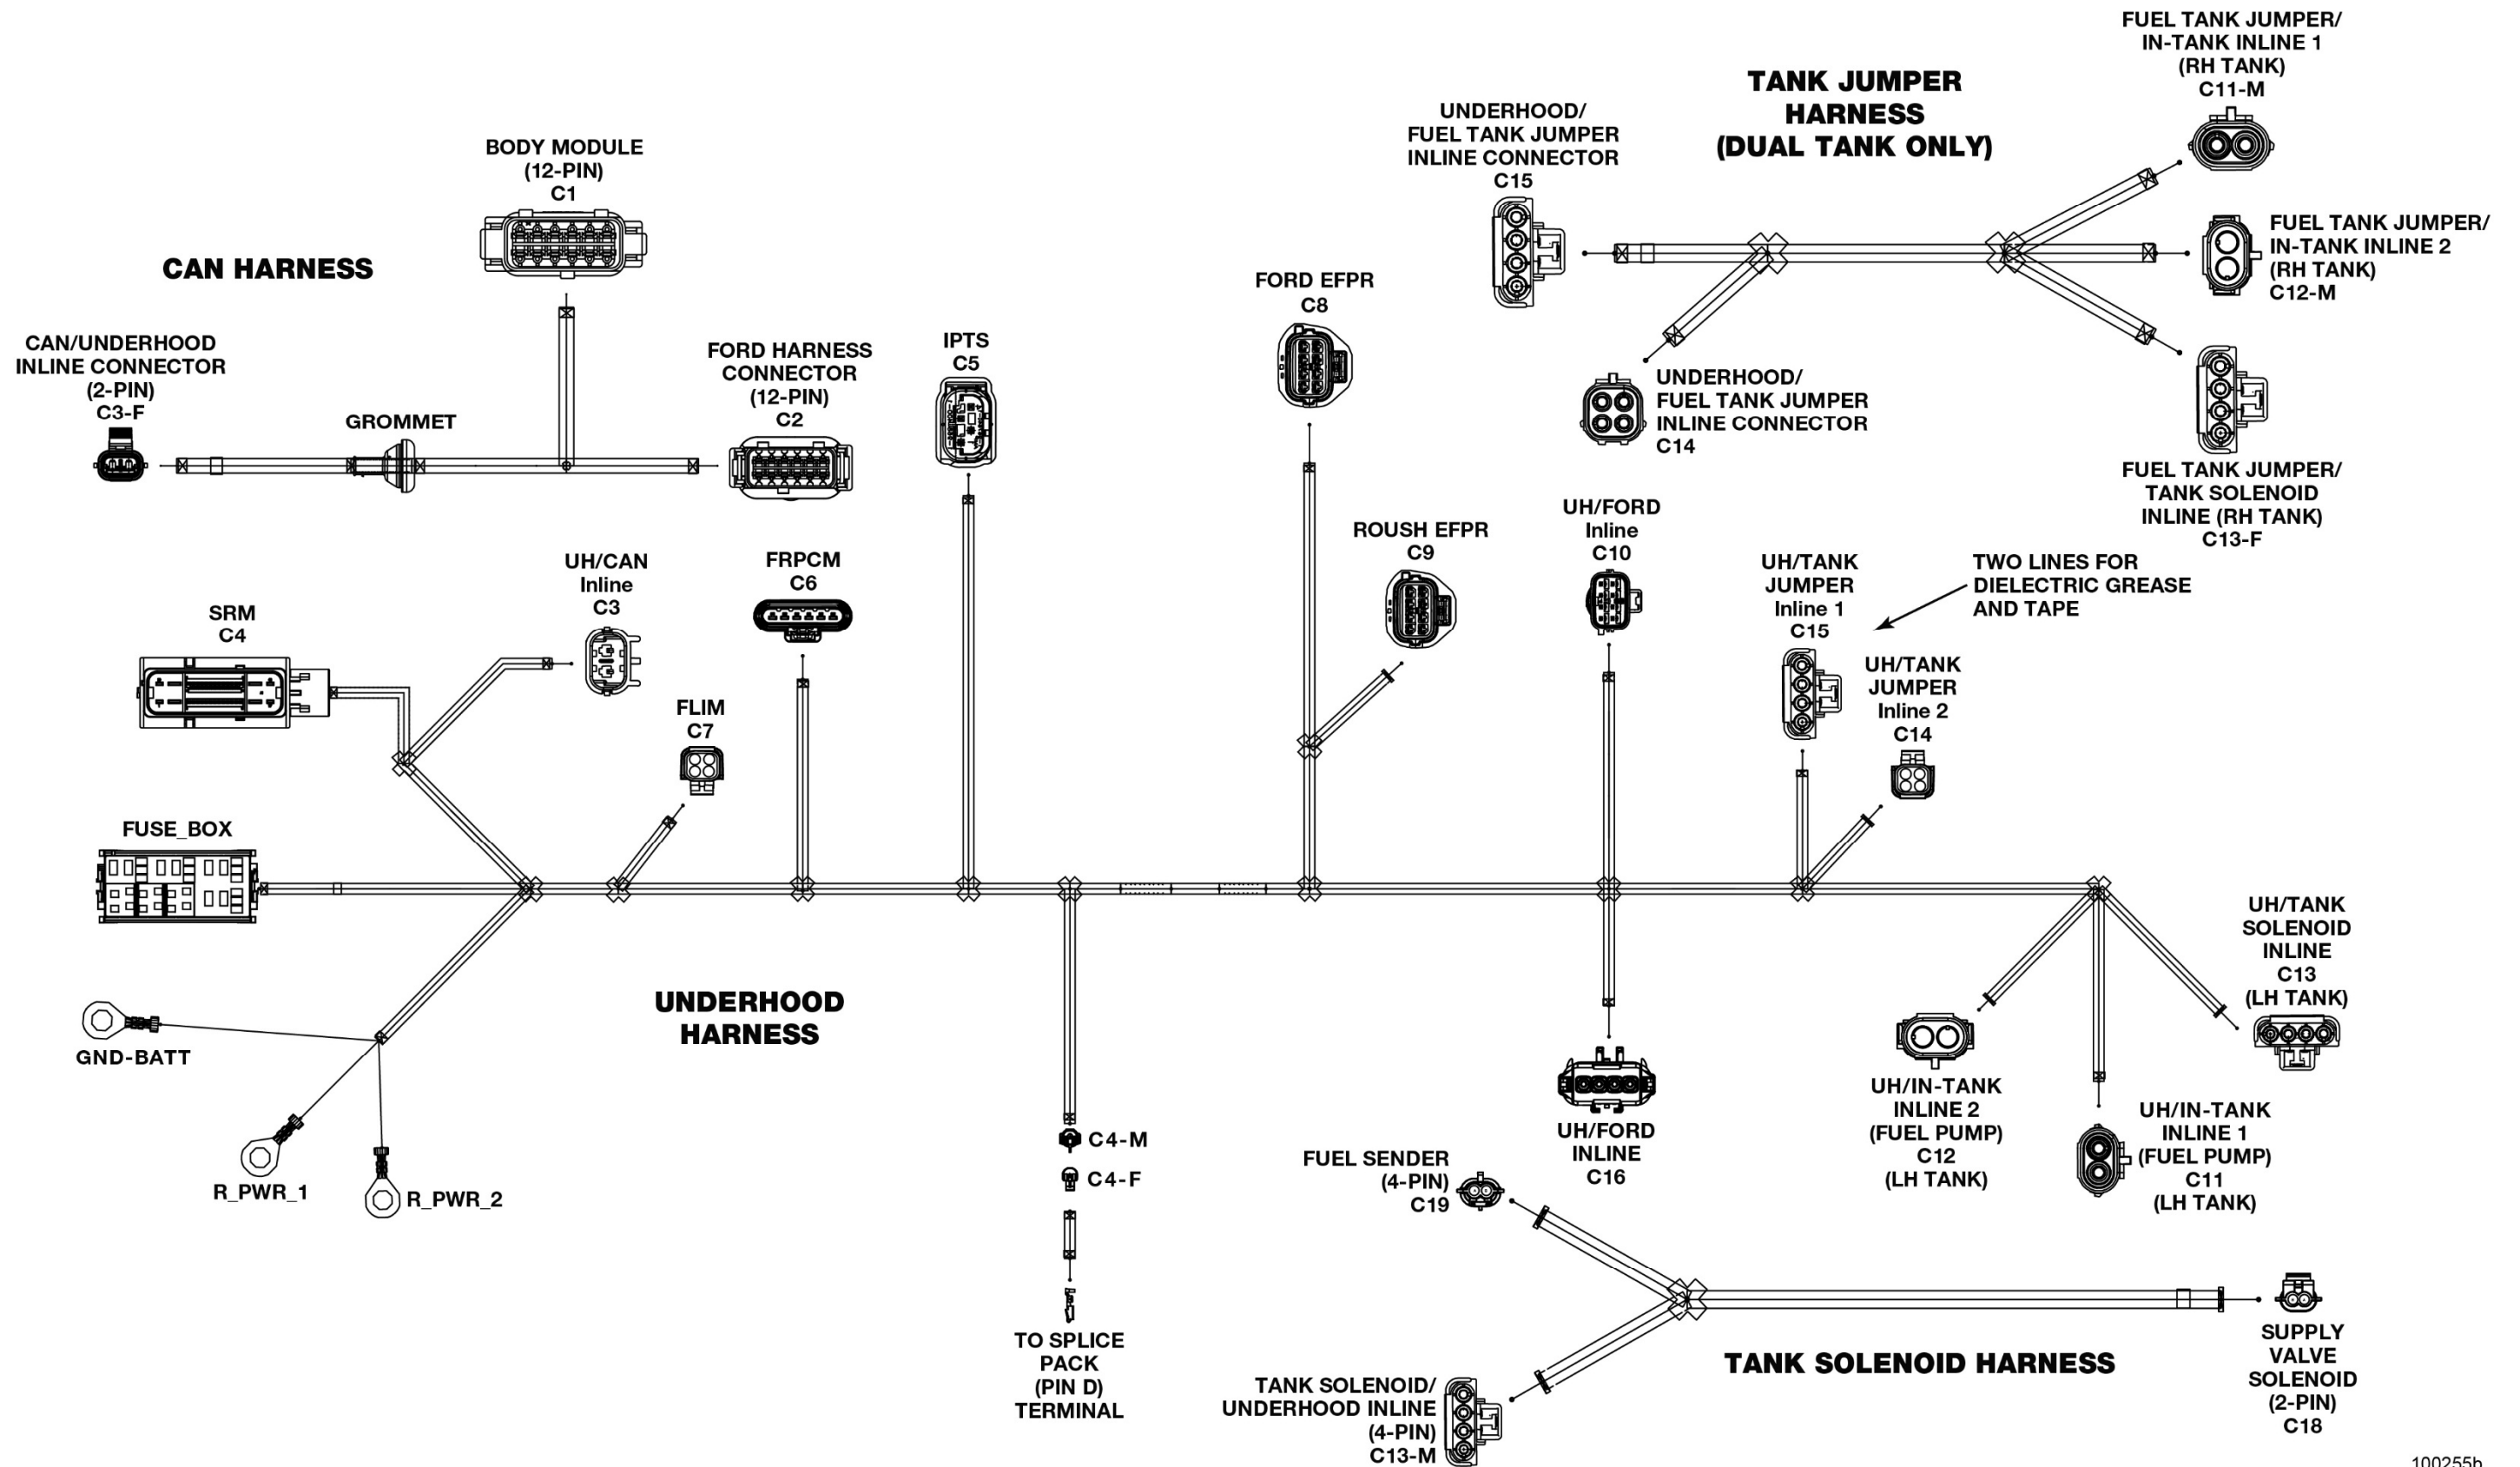 FUEL TANK JUMPER/
IN-TANK INLINE 1
(RH TANK)
C11-M
TANK JUMPER
HARNESS
(DUAL TANK ONLY)
UNDERHOOD/
FUEL TANK JUMPER
INLINE CONNECTOR
C15
BODY MODULE
(12-PIN)
C1
FUEL TANK JUMPER/
IN-TANK INLINE 2
(RH TANK)
C12-M
CAN HARNESS
FORD EFPR
C8
CAN/UNDERHOOD
INLINE CONNECTOR
(2-PIN)
C3-F
GROMMET
FORD HARNESS
CONNECTOR
(12-PIN)
C2
IPTS
C5
UNDERHOOD/
FUEL TANK JUMPER
INLINE CONNECTOR
C14
FUEL TANK JUMPER/
TANK SOLENOID
INLINE (RH TANK)
C13-F
UH/CAN
Inline
C3
FRPCM
C6
ROUSH EFPR
C9
UH/FORD
Inline
C10
UH/TANK
JUMPER
Inline 1
C15
TWO LINES FOR
DIELECTRIC GREASE
AND TAPE
SRM
C4
FLIM
C7
UH/TANK
JUMPER
Inline 2
C14
FUSE_BOX
UH/TANK
SOLENOID
INLINE
C13
(LH TANK)
UNDERHOOD
HARNESS
GND-BATT
R_PWR_1
R_PWR_2
C4-M
C4-F
TO SPLICE
PACK
(PIN D)
TERMINAL
UH/FORD
INLINE
C16
UH/IN-TANK
INLINE 2
(FUEL PUMP)
C12
(LH TANK)
UH/IN-TANK
INLINE 1
(FUEL PUMP)
C11
(LH TANK)
FUEL SENDER
(4-PIN)
C19
TANK SOLENOID HARNESS
SUPPLY
VALVE
SOLENOID
(2-PIN)
C18
TANK SOLENOID/
UNDERHOOD INLINE
(4-PIN)
C13-M
100255b